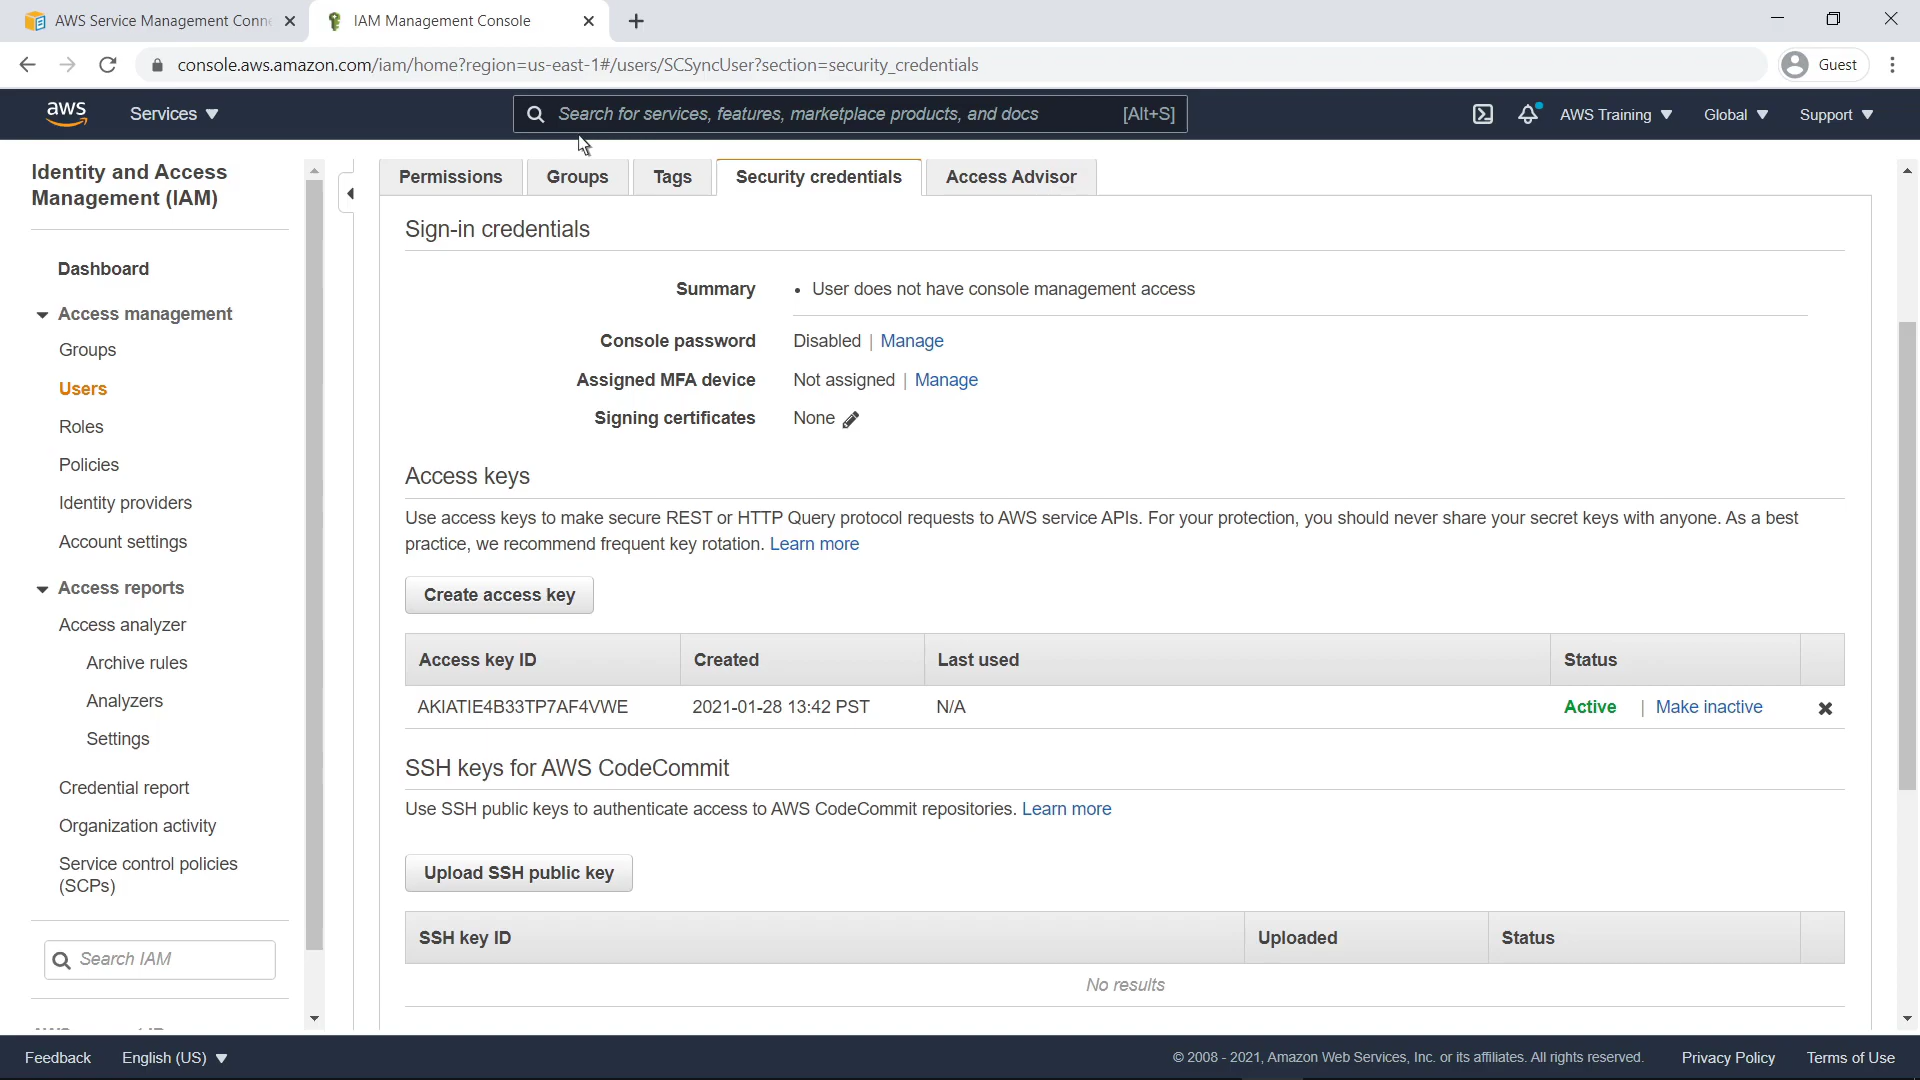 AWS Service Management Conne
IAM Management Console
console.aws.amazon.com/iam/home?region=us-east-1#/users/SCSyncUser?section=security_credentials
Guest
aws
Services
Search for services, features, marketplace products, and docs
[Alt+S]
AWS Training
Global
Support
Identity and Access
Management (IAM)
Dashboard
Access management
Groups
Users
Roles
Policies
Identity providers
Account settings
Access reports
Access analyzer
Archive rules
Analyzers
Settings
Credential report
Organization activity
Service control policies
(SCPs)
Search IAM
Permissions
Groups
Tags
Security credentials
Access Advisor
Sign-in credentials
Summary
• User does not have console management access
Console password
Disabled | Manage
Assigned MFA device
Not assigned | Manage
Signing certificates
None
Access keys
Use access keys to make secure REST or HTTP Query protocol requests to AWS service APIs. For your protection, you should never share your secret keys with anyone. As a best
practice, we recommend frequent key rotation. Learn more
Create access key
Access key ID
Created
Last used
Status
AKIATIE4B33TP7AF4VWE
2021-01-28 13:42 PST
N/A
Active | Make inactive
SSH keys for AWS CodeCommit
Use SSH public keys to authenticate access to AWS CodeCommit repositories. Learn more
Upload SSH public key
SSH key ID
Uploaded
Status
No results
Feedback
English (US)
© 2008 - 2021, Amazon Web Services, Inc. or its affiliates. All rights reserved.
Privacy Policy
Terms of Use